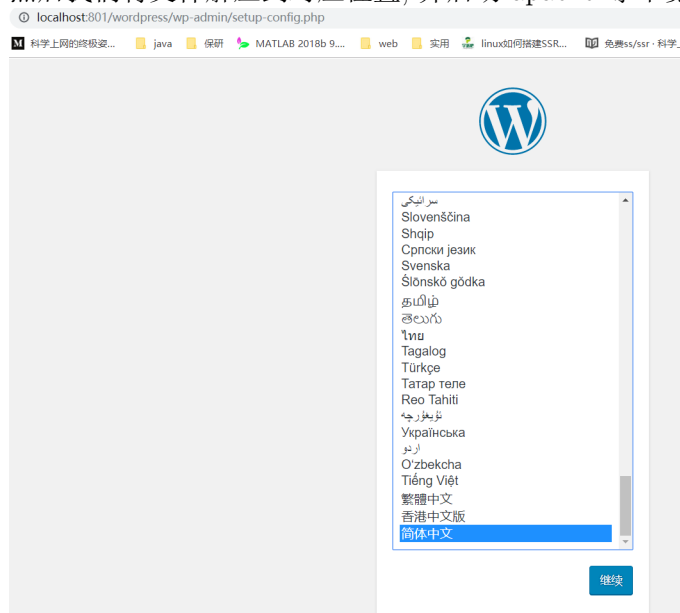 localhost:801/wordpress/wp-admin/setup-config.php
科学上网的终极姿... java 保研 MATLAB 2018b 9.... web 实用 linux如何搭建SSR... 免费ss/ssr · 科学_
سرائیکی
Slovenščina
Shqip
Српски језик
Svenska
Ślōnskŏ gŏdka
தமிழ்
తెలుగు
ไทย
Tagalog
Türkçe
Татар теле
Reo Tahiti
ئۇيغۇرچە
Українська
اردو
O‘zbekcha
Tiếng Việt
繁體中文
香港中文版
简体中文
继续